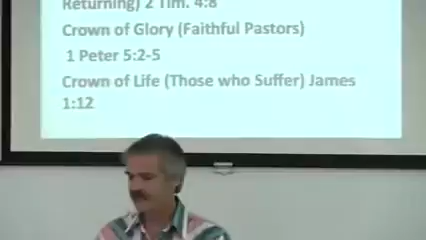 Returning) 2 Tim. 4:8
Crown of Glory (Faithful Pastors)
1 Peter 5:2-5
Crown of Life (Those who Suffer) James
1:12